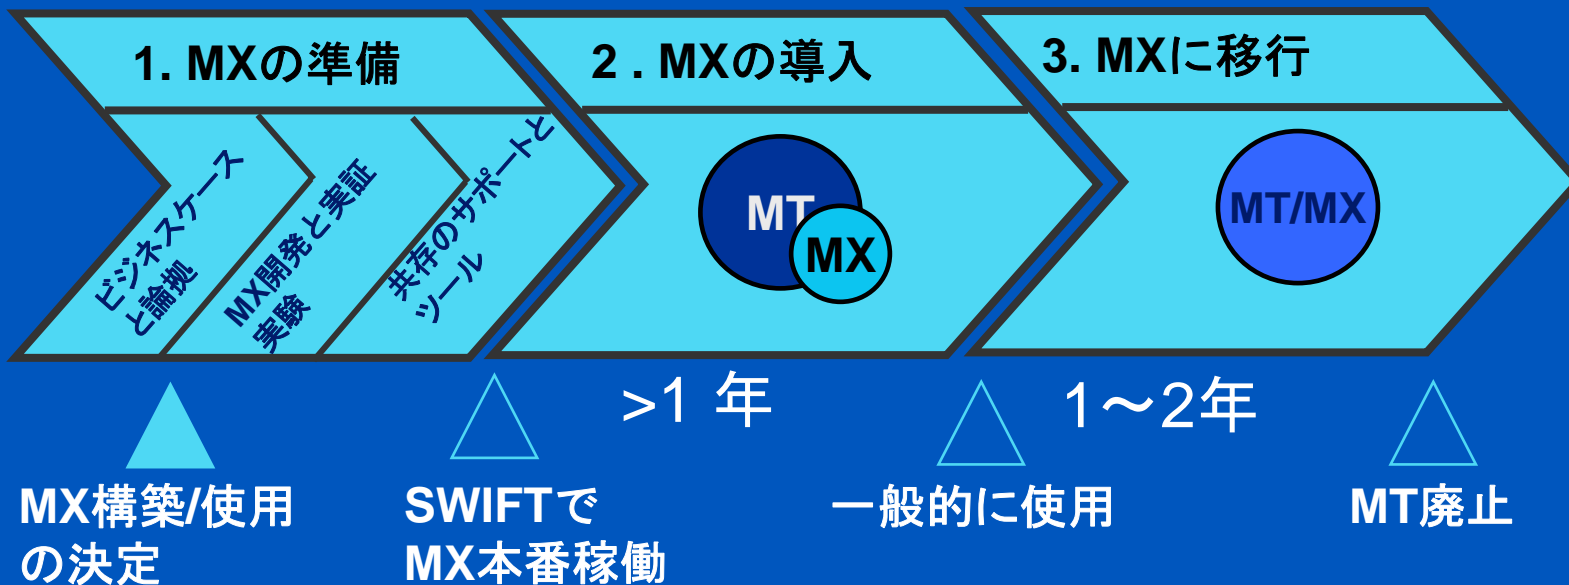 1. MXの準備
2 . MXの導入
3. MXに移行
ビジネスケース
と論拠
MX開発と実証
実験
共存のサポートと
ツール
MT
MX
MT/MX
>1 年
1～2年
MX構築/使用
の決定
SWIFTで
MX本番稼働
一般的に使用
MT廃止